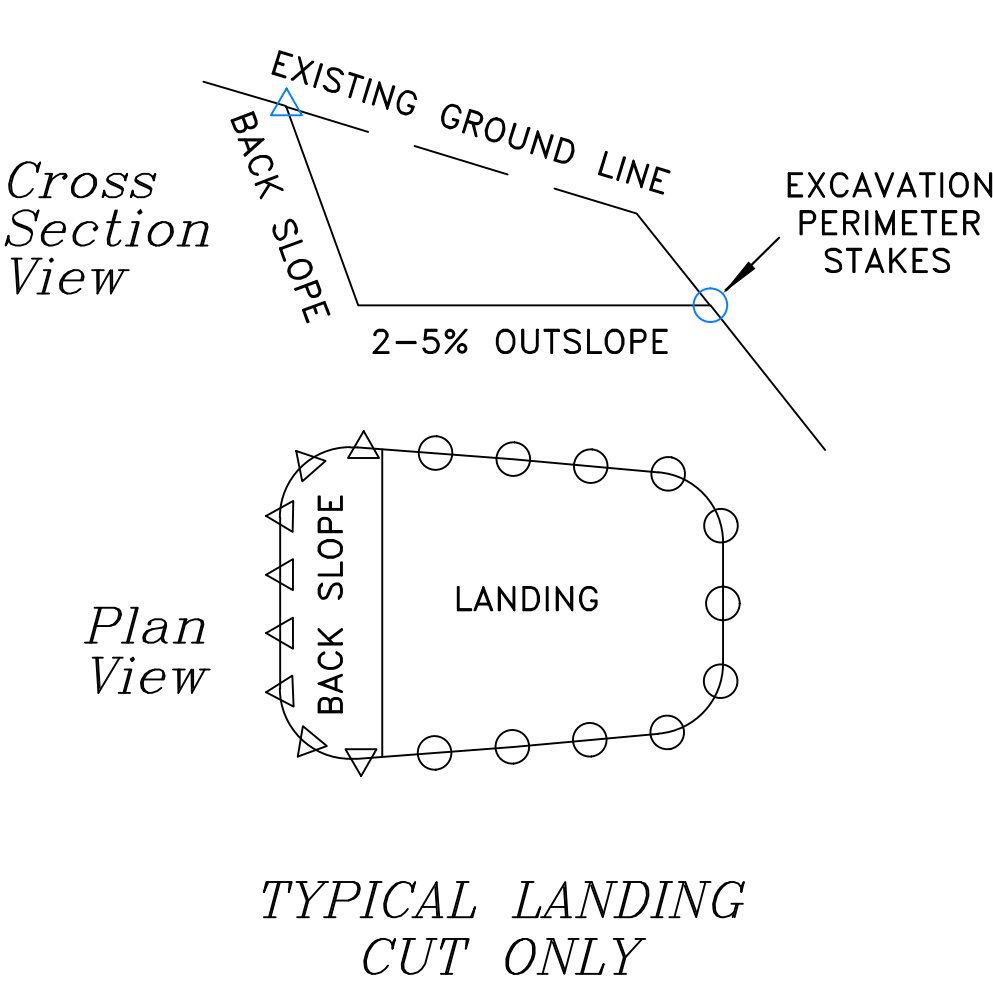 EXISTING GROUND LINE
BACK SLOPE
Cross
Section
View
EXCAVATION
PERIMETER
STAKES
2-5% OUTSLOPE
BACK SLOPE
LANDING
Plan
View
TYPICAL LANDING
CUT ONLY